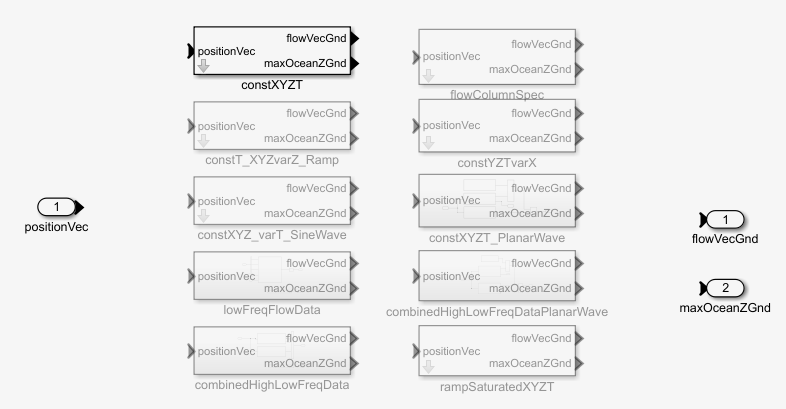 flowVecGnd
positionVec
maxOceanZGnd
constXYZT
flowVecGnd
positionVec
maxOceanZGnd
flowColumnSpec
flowVecGnd
positionVec
maxOceanZGnd
constT_XYZvarZ_Ramp
flowVecGnd
positionVec
maxOceanZGnd
constYZTvarX
flowVecGnd
positionVec
maxOceanZGnd
constXYZ_varT_SineWave
flowVecGnd
positionVec
maxOceanZGnd
constXYZT_PlanarWave
1
positionVec
1
flowVecGnd
flowVecGnd
positionVec
maxOceanZGnd
lowFreqFlowData
flowVecGnd
positionVec
maxOceanZGnd
combinedHighLowFreqDataPlanarWave
2
maxOceanZGnd
flowVecGnd
positionVec
maxOceanZGnd
combinedHighLowFreqData
flowVecGnd
positionVec
maxOceanZGnd
rampSaturatedXYZT